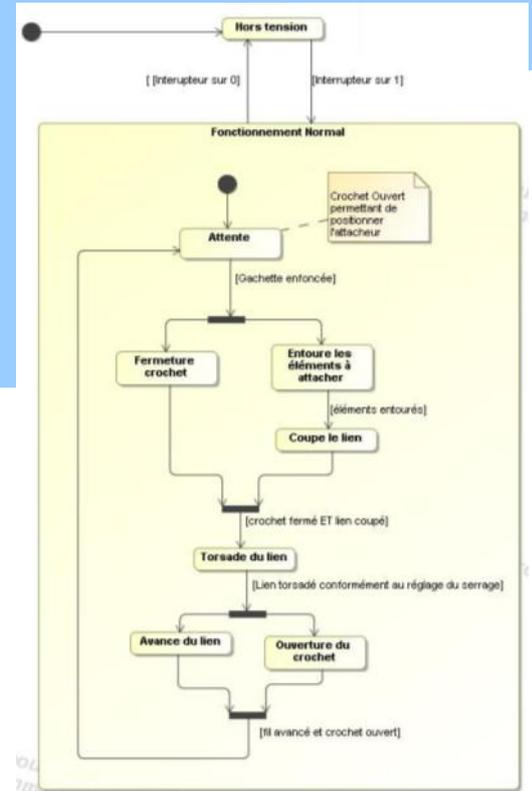 Hors tension
[ [Interupteur sur 0]
[Interrupteur sur 1]
Fonctionnement Normal
Crochet Ouvert
permettant de
positionner
l'attacheur
Attente
[Gachette enfoncée]
Fermeture
crochet
Entoure les
éléments à
attacher
[éléments entourés]
Coupe le lien
[crochet fermé ET lien coupé]
Torsade du lien
[Lien torsadé conformément au réglage du serrage]
Avance du lien
Ouverture du
crochet
[fil avancé et crochet ouvert]